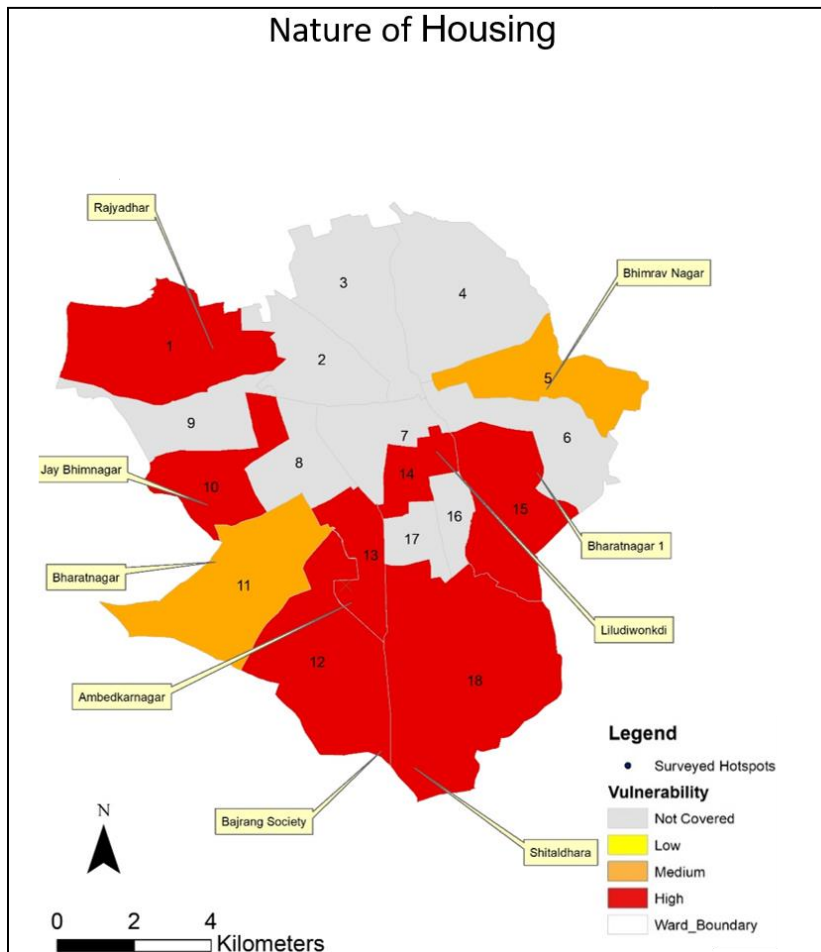 Nature of Housing
Rajyadhar
Bhimrav Nagar
3
4
1
2
5
9
7
6
8
Jay Bhimnagar
10
14
15
16
17
13
Bharatnagar 1
Bharatnagar
11
Liludiwonkdi
12
18
Ambedkarnagar
Bajrang Society
Shitaldhara
Legend
Surveyed Hotspots
Vulnerability
Not Covered
Low
Medium
High
Ward_Boundary
N
0 2 4
Kilometers